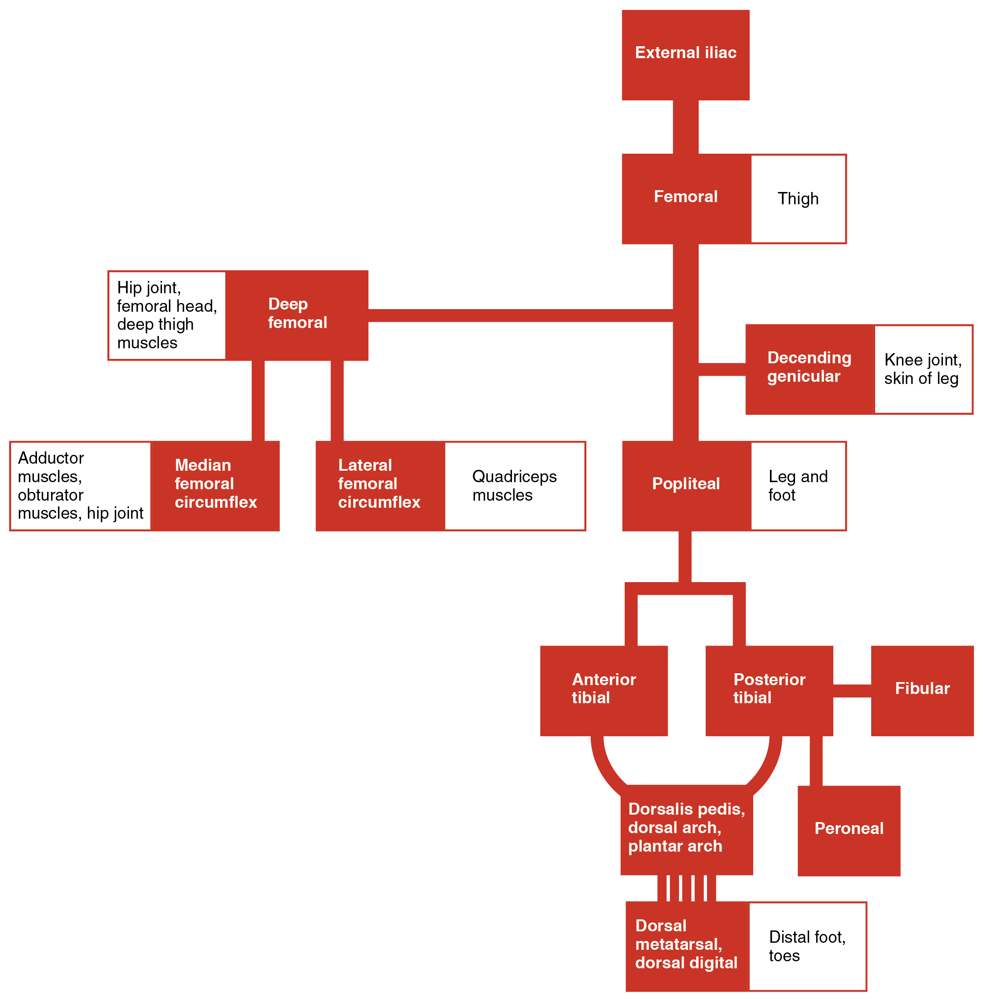 External iliac
Femoral
Thigh
Hip joint,
femoral head,
deep thigh
muscles
Deep
femoral
Decending
genicular
Knee joint,
skin of leg
Adductor
muscles,
obturator
muscles, hip joint
Median
femoral
circumflex
Lateral
femoral
circumflex
Quadriceps
muscles
Popliteal
Leg and
foot
Anterior
tibial
Posterior
tibial
Fibular
Dorsalis pedis,
dorsal arch,
plantar arch
Peroneal
Dorsal
metatarsal,
dorsal digital
Distal foot,
toes